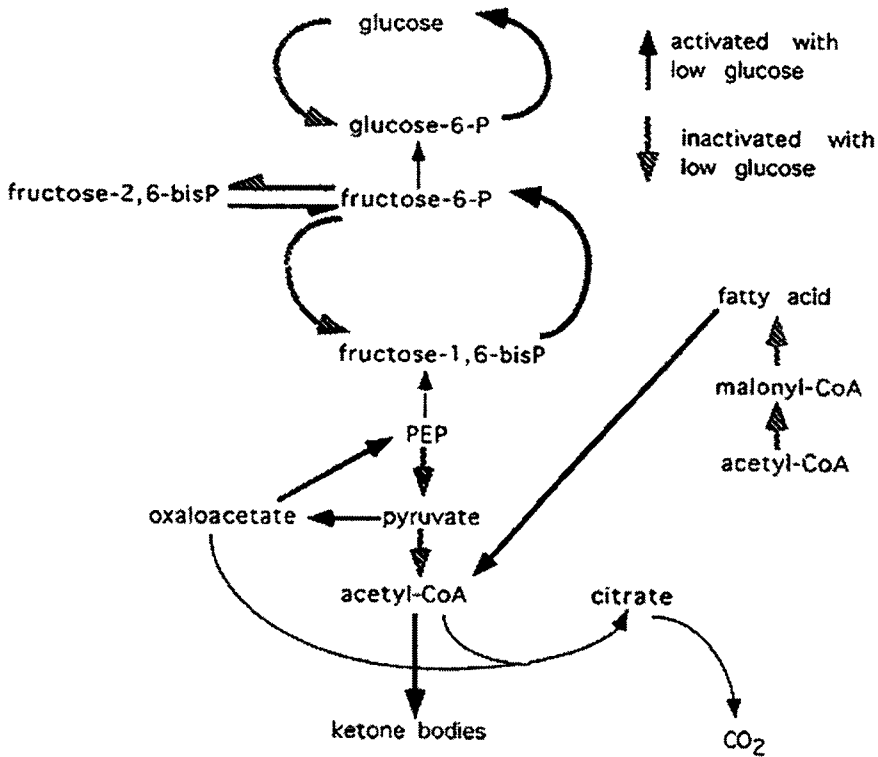 glucose
activated with
low glucose
glucose-6-P
inactivated with
low glucose
fructose-2,6-bisP
fructose-6-P
fatty acid
fructose-1,6-bisP
malonyl-CoA
PEP
acetyl-CoA
oxaloacetate
pyruvate
acetyl-CoA
citrate
ketone bodies
CO2